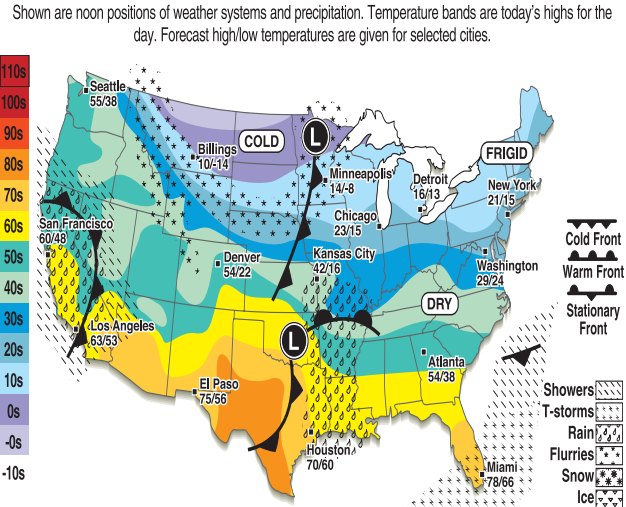 Shown are noon positions of weather systems and precipitation. Temperature bands are today's highs for the
day. Forecast high/low temperatures are given for selected cities.
110s
100s
90s
80s
70s
60s
50s
40s
30s
20s
10s
0s
-0s
-10s
Seattle
55/38
Billings
10/-14
COLD
L
Minneapolis
14/-8
Detroit
16/13
FRIGID
New York
21/15
Chicago
23/15
San Francisco
60/48
Denver
54/22
Kansas City
42/16
Washington
29/24
DRY
Los Angeles
63/53
L
Atlanta
54/38
El Paso
75/56
Houston
70/60
Miami
78/66
Cold Front
Warm Front
Stationary
Front
Showers
T-storms
Rain
Flurries
Snow
Ice